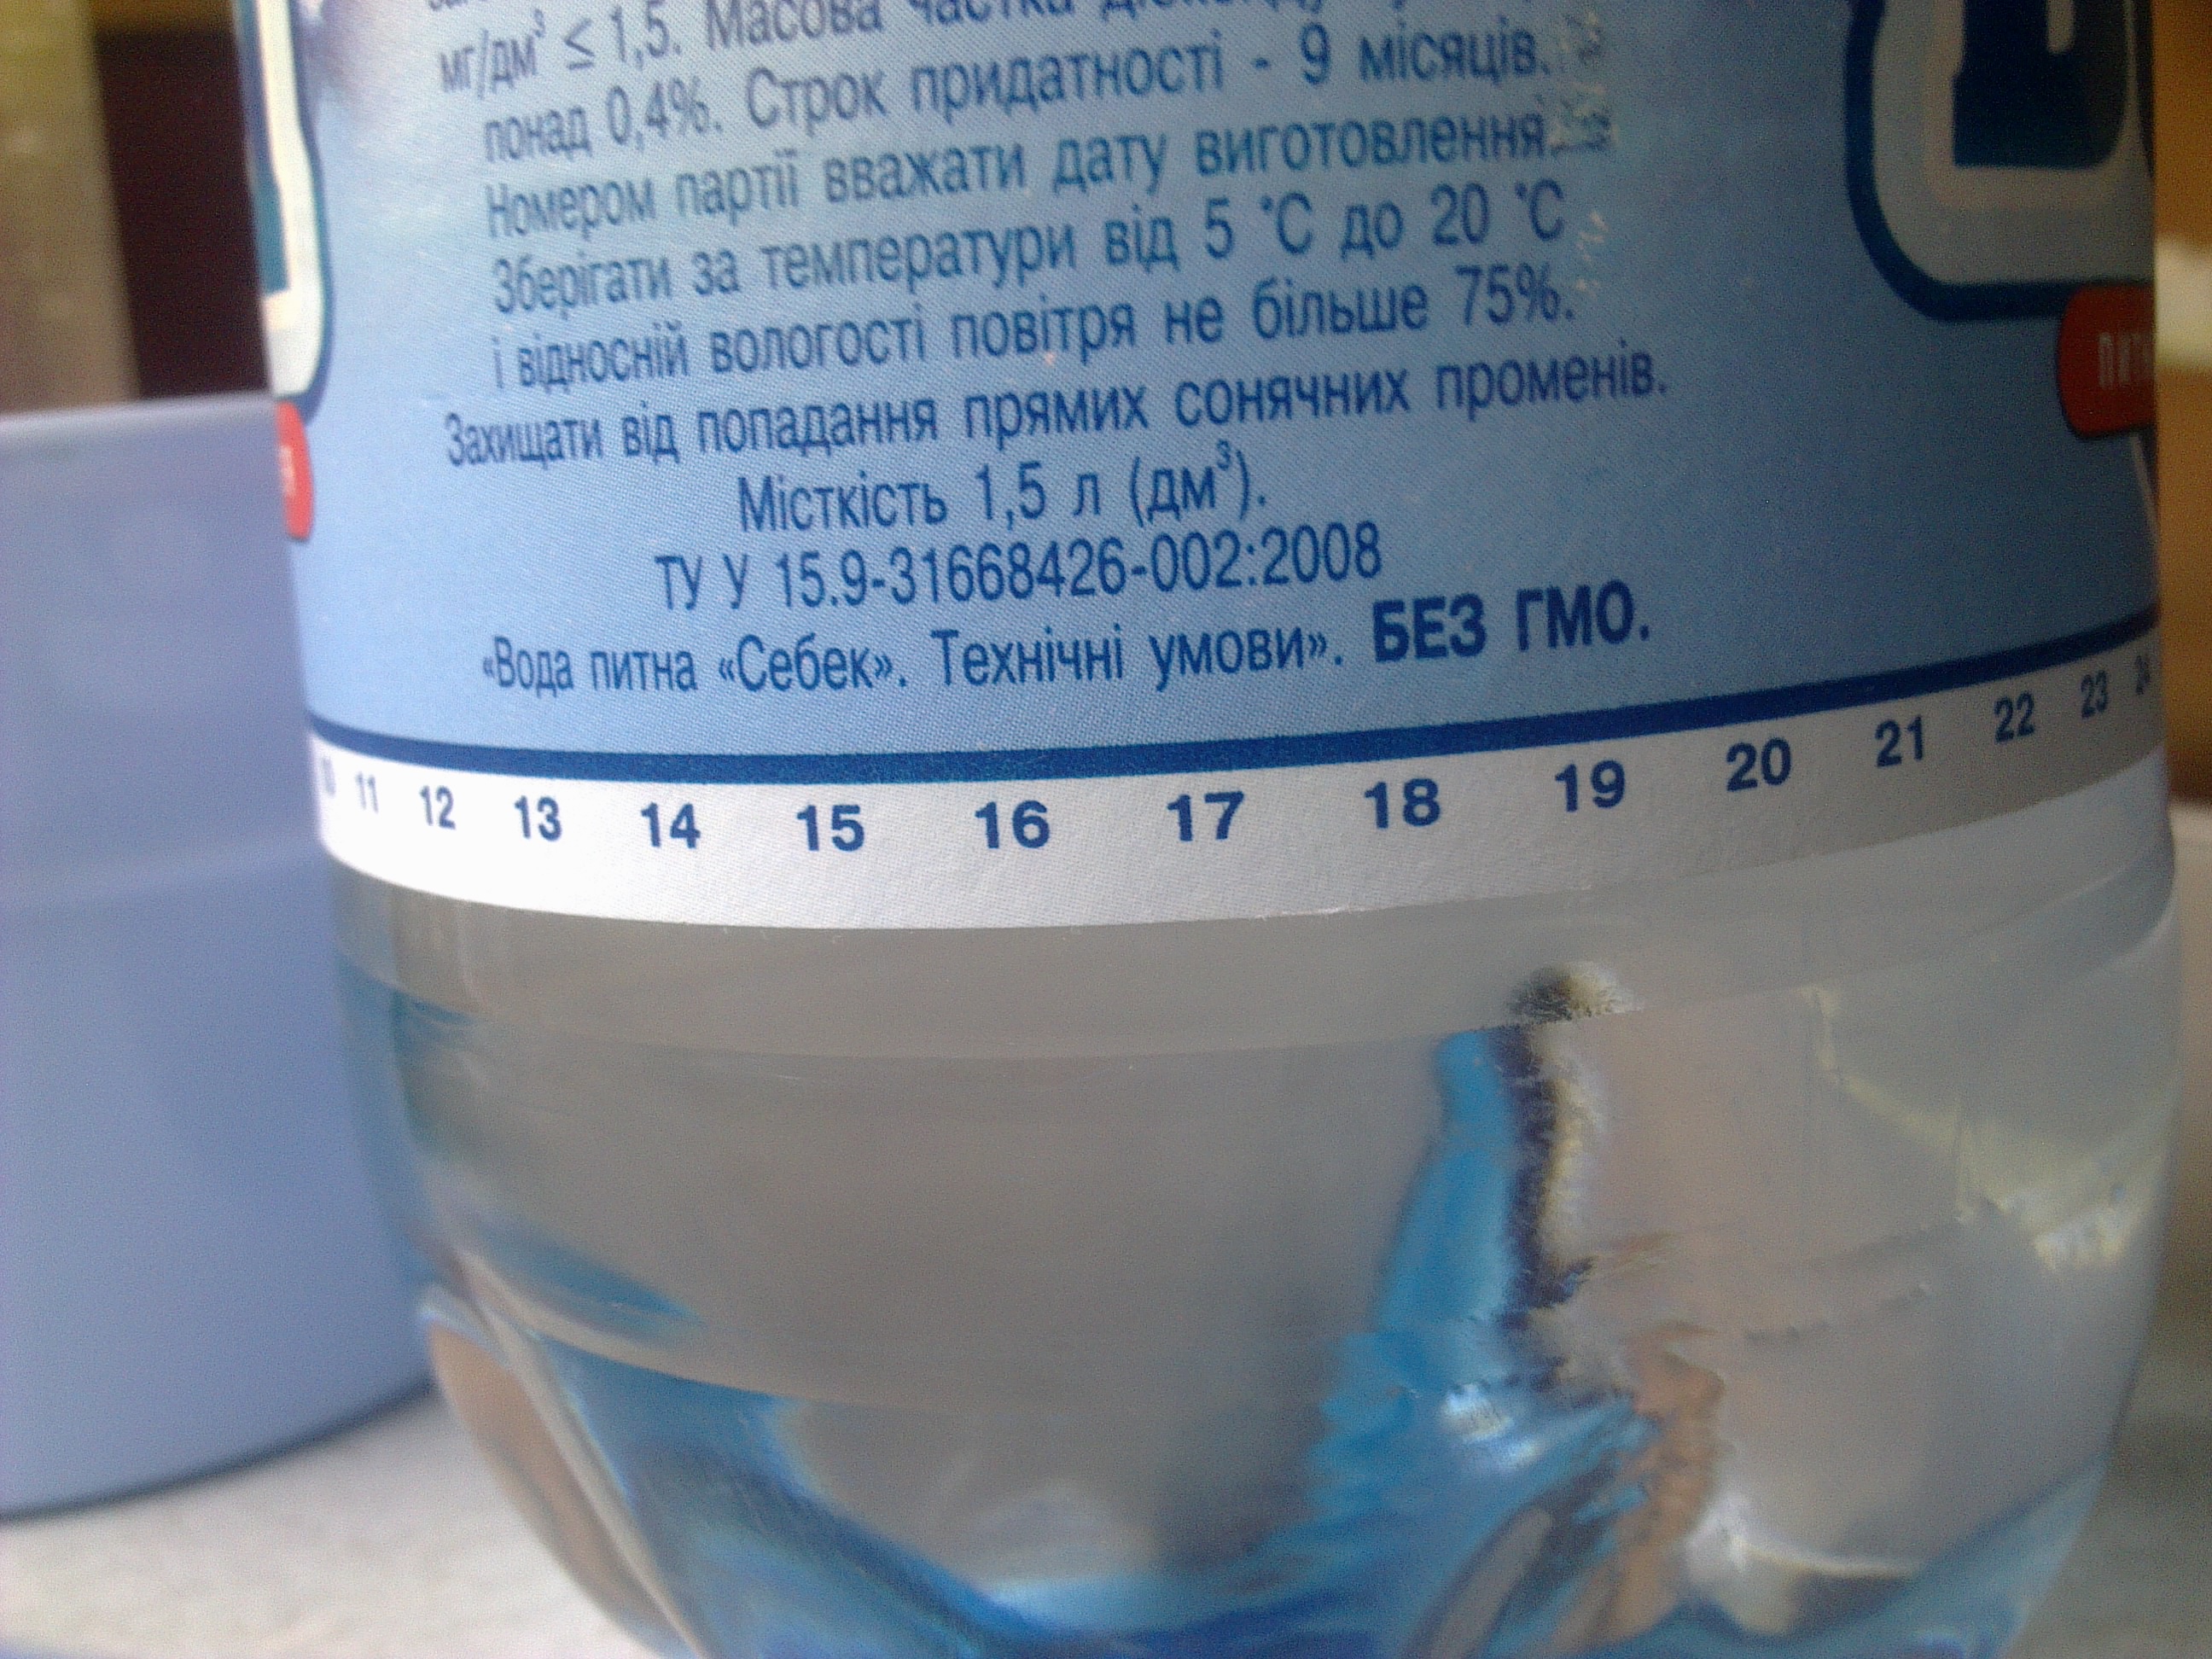 мг/дм³ ≤ 1,5. Масова частка
понад 0,4%. Строк придатності - 9 місяців.
Номером партії вважати дату виготовлення.
Зберігати за температури від 5 °С до 20 °С
і відносній вологості повітря не більше 75%.
Захищати від попадання прямих сонячних променів.
Місткість 1,5 л (дм³).
ТУ У 15.9-31668426-002:2008
«Вода питна «Себек». Технічні умови». БЕЗ ГМО.
10 11 12 13 14 15 16 17 18 19 20 21 22 23 24